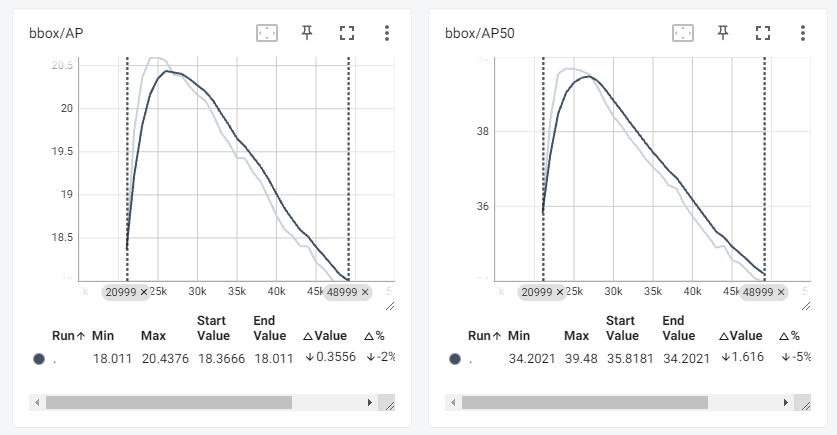 bbox/AP
20.5
20
19.5
19
18.5
20999 ✕ 25k 30k 35k 40k 45k 48999 ✕
Run↑ Min Max Start Value End Value △Value △%
. 18.011 20.4376 18.3666 18.011 ↓0.3556 ↓-2%
bbox/AP50
38
36
34
20999 ✕ 25k 30k 35k 40k 45k 48999 ✕
Run↑ Min Max Start Value End Value △Value △%
. 34.2021 39.48 35.8181 34.2021 ↓1.616 ↓-5%